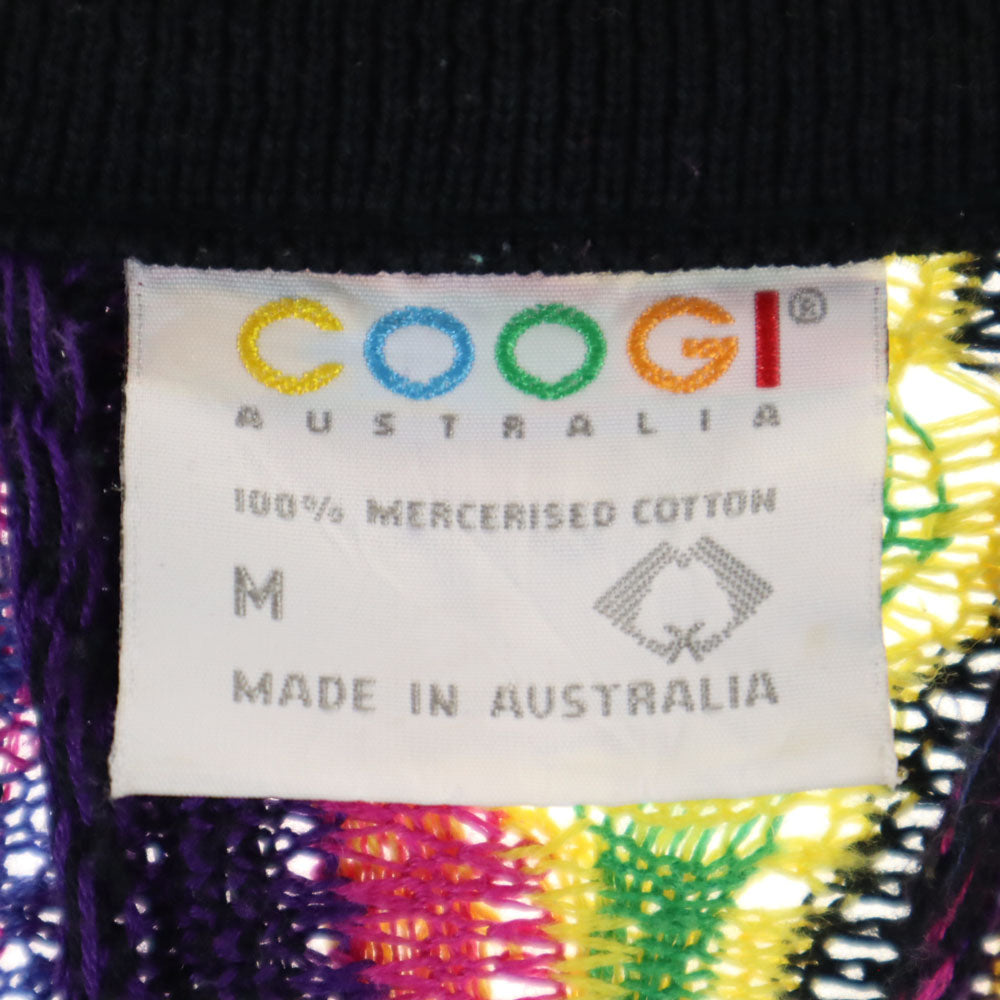 COOGI®
AUSTRALIA
100% MERCERISED COTTON
M
MADE IN AUSTRALIA